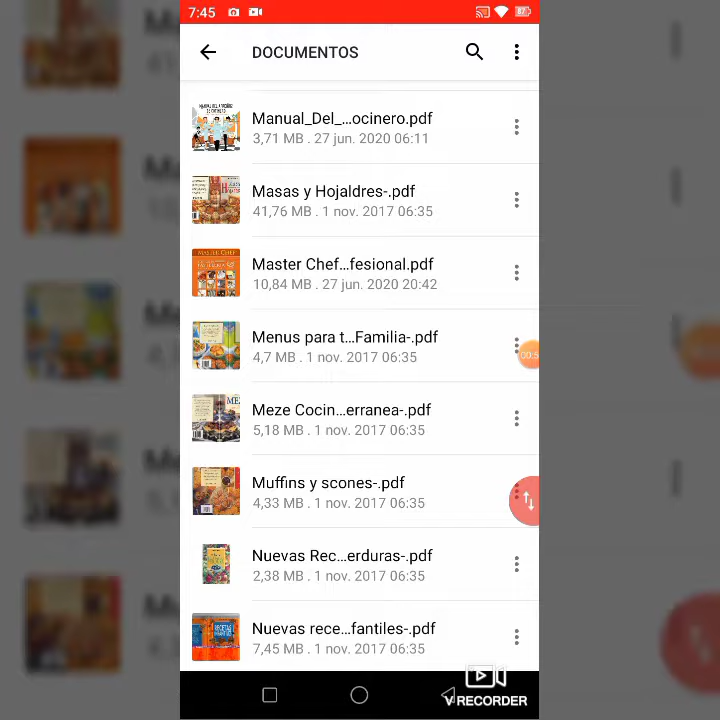 7:45
87
DOCUMENTOS
Manual_Del_...ocinero.pdf
3,71 MB . 27 jun. 2020 06:11
Masas y Hojaldres-.pdf
41,76 MB . 1 nov. 2017 06:35
MASTER CHEF
Master Chef...fesional.pdf
10,84 MB . 27 jun. 2020 20:42
Menus para t...Familia-.pdf
4,7 MB . 1 nov. 2017 06:35
Meze Cocin...erranea-.pdf
5,18 MB . 1 nov. 2017 06:35
Muffins y scones-.pdf
4,33 MB . 1 nov. 2017 06:35
Nuevas Rec...erduras-.pdf
2,38 MB . 1 nov. 2017 06:35
Nuevas rece...fantiles-.pdf
7,45 MB . 1 nov. 2017 06:35
V RECORDER